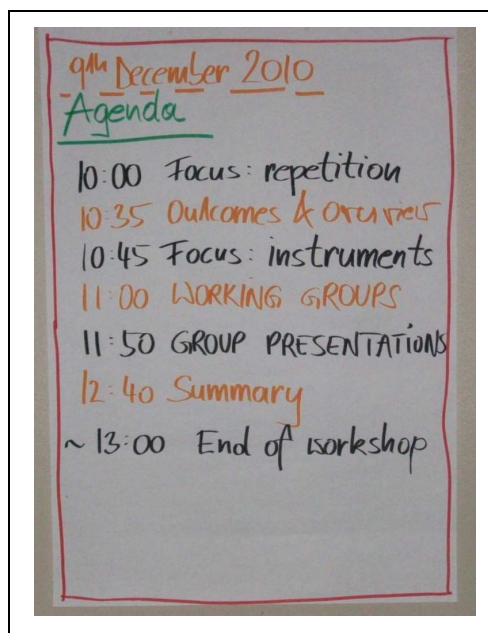 9th December 2010
Agenda
10:00 Focus: repetition
10:35 Outcomes & Overview
10:45 Focus: instruments
11:00 WORKING GROUPS
11:50 GROUP PRESENTATIONS
12:40 Summary
~ 13:00 End of workshop